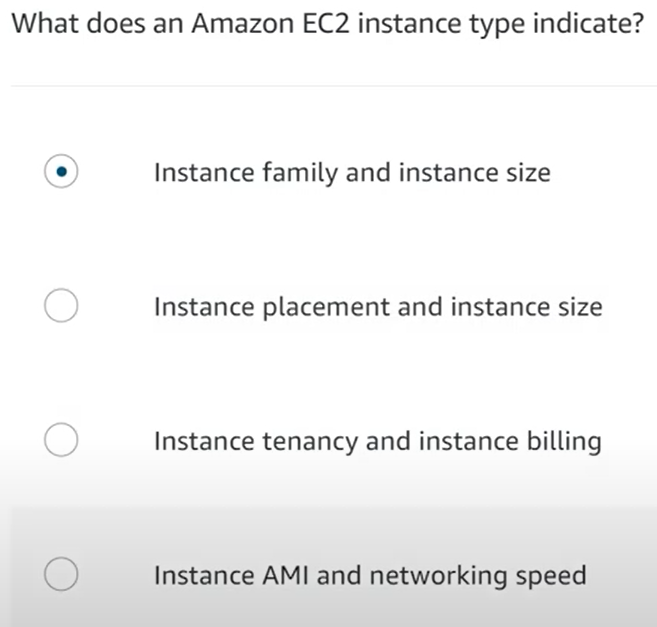 What does an Amazon EC2 instance type indicate?
Instance family and instance size
Instance placement and instance size
Instance tenancy and instance billing
Instance AMI and networking speed